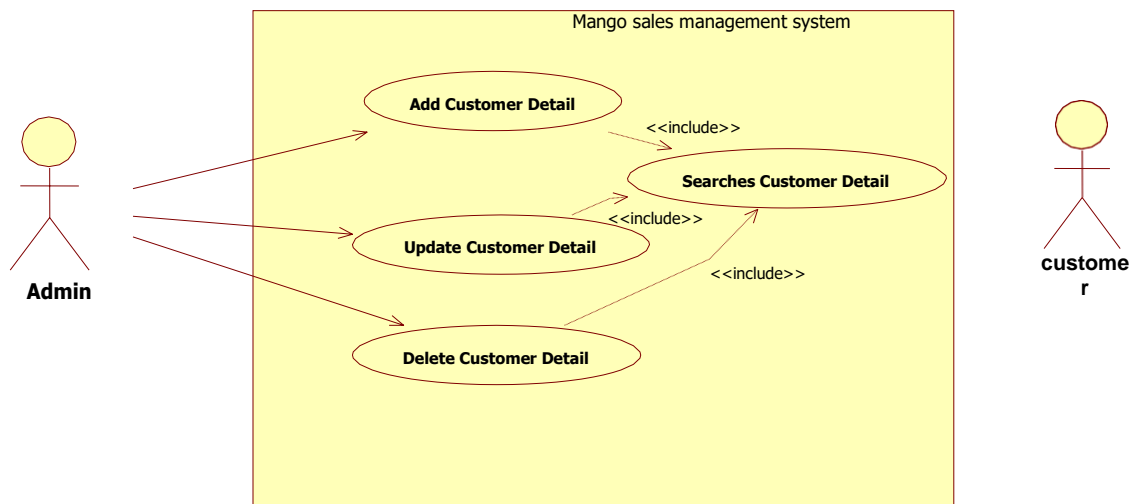 Mango sales management system
Add Customer Detail
<<include>>
Searches Customer Detail
<<include>>
Update Customer Detail
<<include>>
Delete Customer Detail
Admin
custome
r